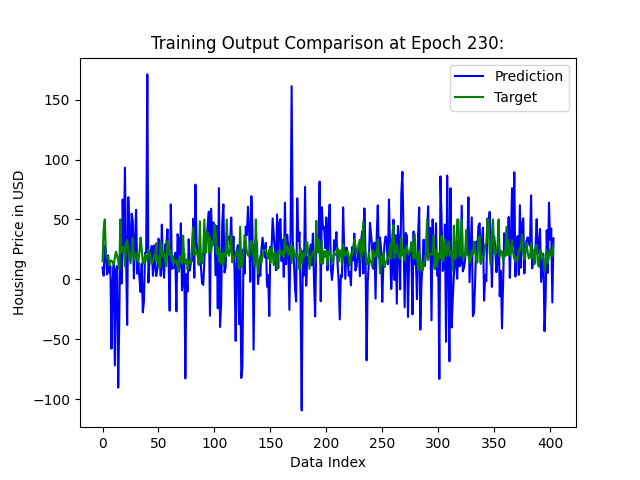 Training Output Comparison at Epoch 230:
Prediction
Target
Housing Price in USD
150
100
50
0
−50
−100
0 50 100 150 200 250 300 350 400
Data Index